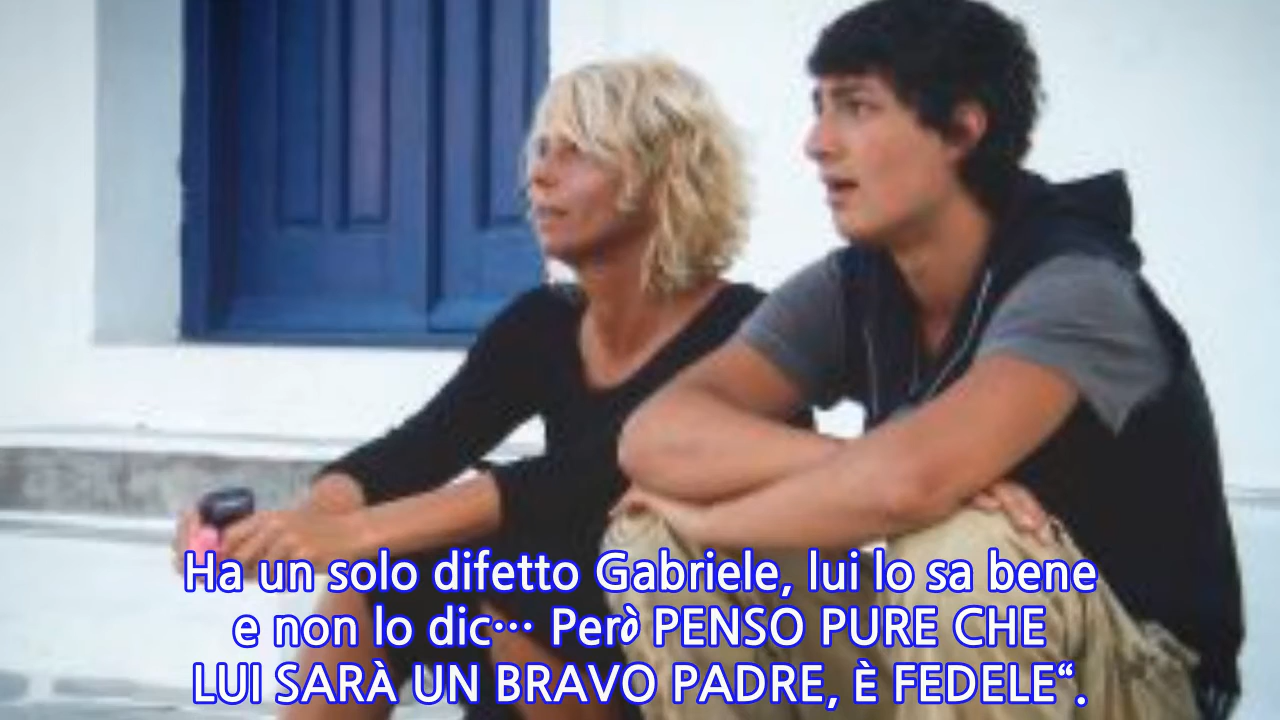 Ha un solo difetto Gabriele, lui lo sa bene
e non lo dic··· Però PENSO PURE CHE
LUI SARÀ UN BRAVO PADRE, È FEDELE“.